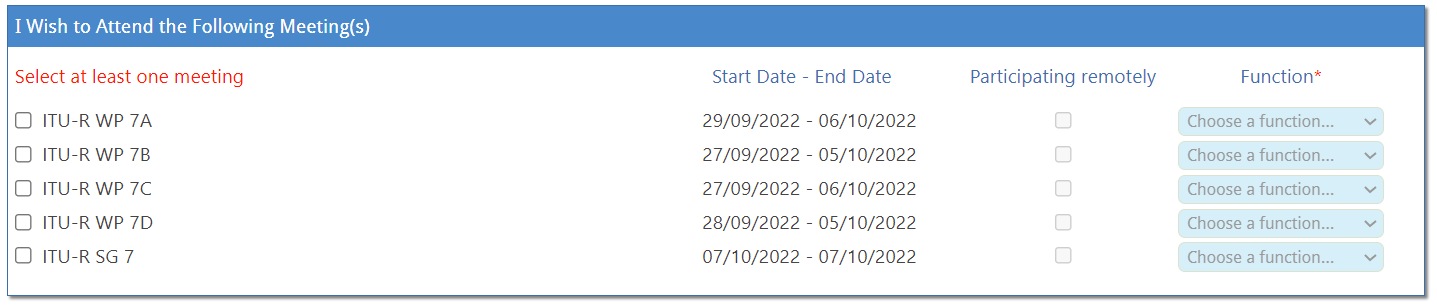 I Wish to Attend the Following Meeting(s)
Select at least one meeting Start Date - End Date Participating remotely Function*
ITU-R WP 7A 29/09/2022 - 06/10/2022 Choose a function...
ITU-R WP 7B 27/09/2022 - 05/10/2022 Choose a function...
ITU-R WP 7C 27/09/2022 - 06/10/2022 Choose a function...
ITU-R WP 7D 28/09/2022 - 05/10/2022 Choose a function...
ITU-R SG 7 07/10/2022 - 07/10/2022 Choose a function...